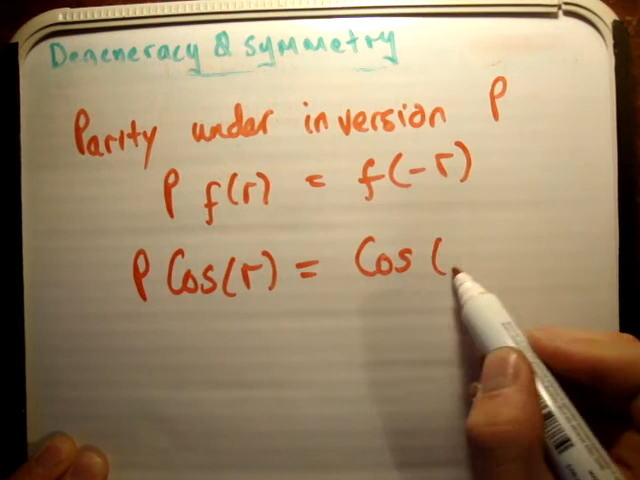 Degeneracy & symmetry
Parity under inversion P
P f(r) = f(-r)
P Cos(r) = Cos (